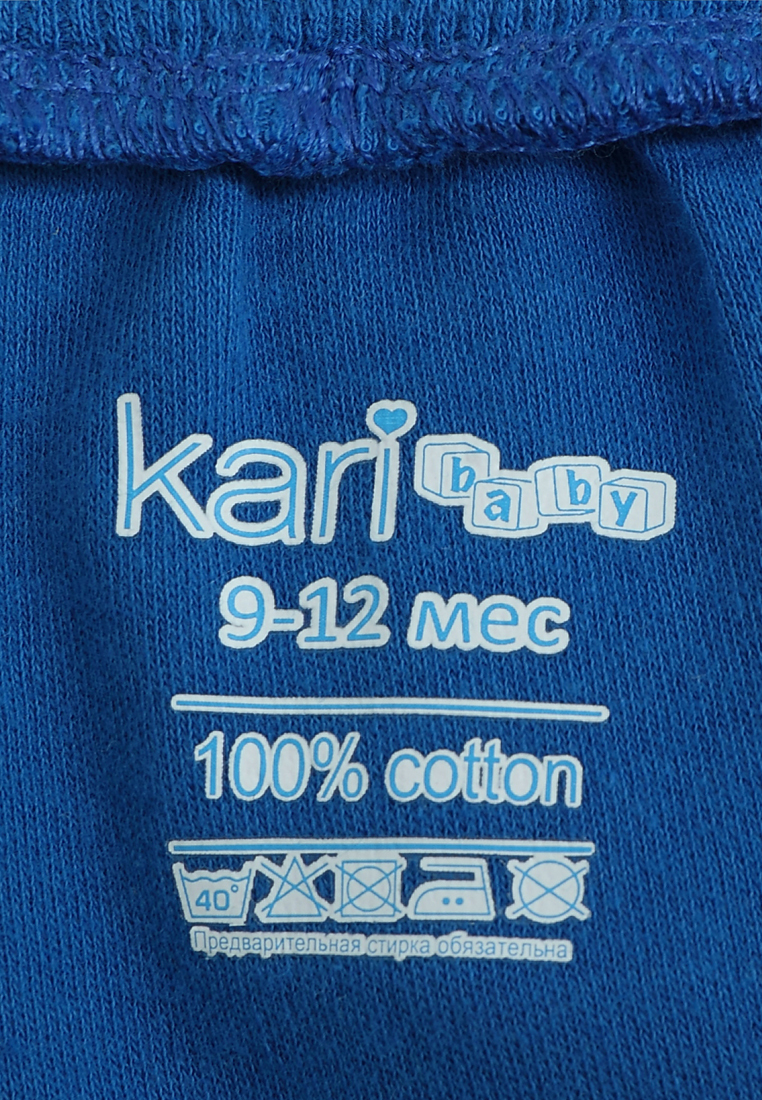 kari baby
9-12 мес
100% cotton
40°
Предварительная стирка обязательна